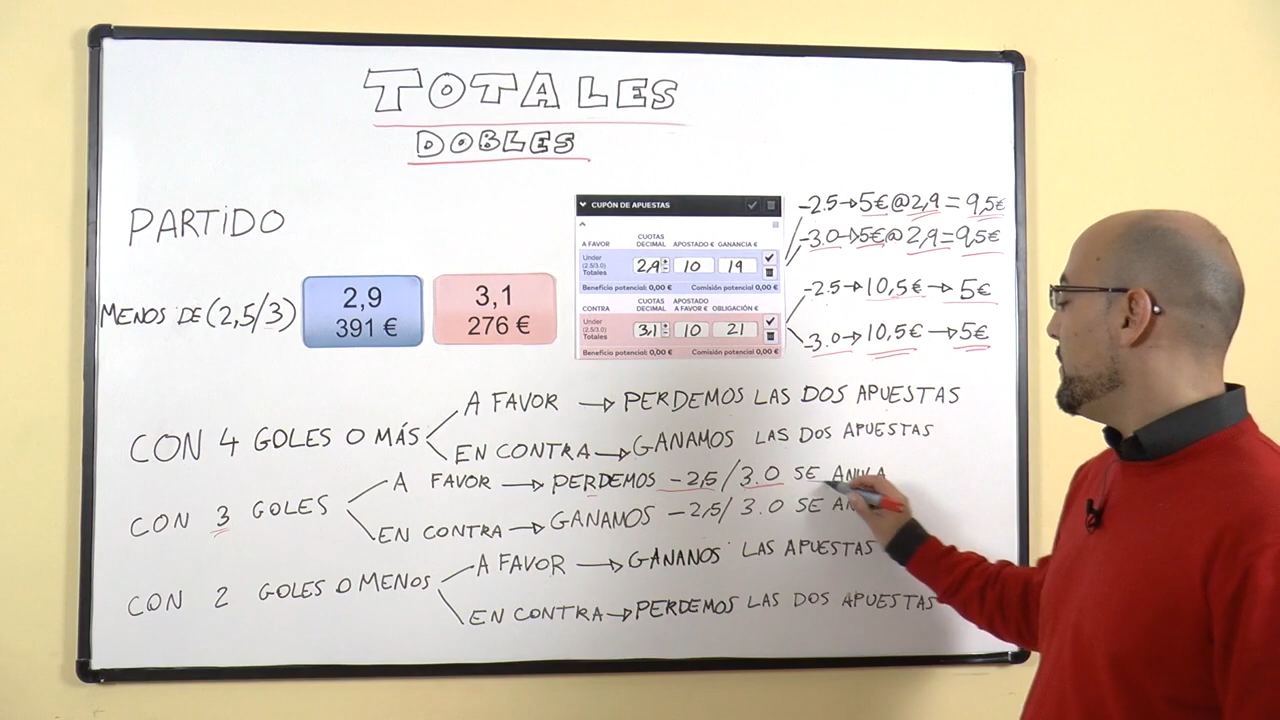 TOTALES
DOBLES
PARTIDO
MENOS DE (2,5/3)
2,9
391 €
3,1
276 €
CUPÓN DE APUESTAS
A FAVOR CUOTAS DECIMAL APOSTADO € GANANCIA €
Under (2.5/3.0) Totales 2,9 10 19
Beneficio potencial: 0,00 € Comisión potencial 0,00 €
CONTRA CUOTAS DECIMAL APOSTADO A FAVOR € OBLIGACIÓN €
Under (2.5/3.0) Totales 3,1 10 21
Beneficio potencial: 0,00 € Comisión potencial 0,00 €
-2.5→5€@2,9=9,5€
-3.0→5€@2,9=9,5€
-2.5→10,5€→5€
-3.0→10,5€→5€
CON 4 GOLES O MÁS
A FAVOR → PERDEMOS LAS DOS APUESTAS
EN CONTRA → GANAMOS LAS DOS APUESTAS
CON 3 GOLES
A FAVOR → PERDEMOS -2,5/3.0 SE ANULA
EN CONTRA → GANAMOS -2,5/3.0 SE
CON 2 GOLES O MENOS
A FAVOR → GANANOS LAS APUESTAS
EN CONTRA → PERDEMOS LAS DOS APUESTAS